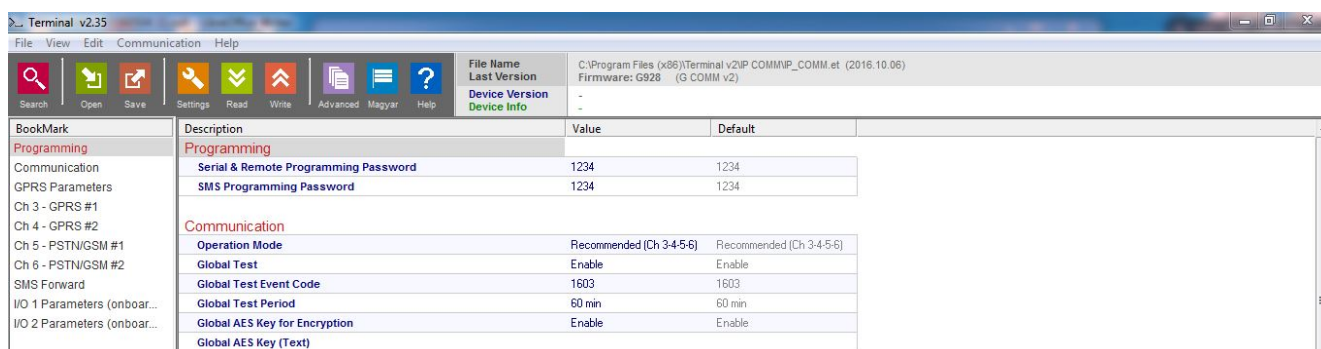 Terminal v2.35
File View Edit Communication Help
File Name C:\Program Files (x86)\Terminal v2\IP COMM\IP_COMM.et (2016.10.06)
Last Version Firmware: G928 (G COMM v2)
Device Version -
Device Info -
Search Open Save Settings Read Write Advanced Magyar Help
BookMark Description Value Default
Programming Programming
Communication Serial & Remote Programming Password 1234 1234
GPRS Parameters SMS Programming Password 1234 1234
Ch 3 - GPRS #1
Ch 4 - GPRS #2 Communication
Ch 5 - PSTN/GSM #1 Operation Mode Recommended (Ch 3-4-5-6) Recommended (Ch 3-4-5-6)
Ch 6 - PSTN/GSM #2 Global Test Enable Enable
SMS Forward Global Test Event Code 1603 1603
I/O 1 Parameters (onboar... Global Test Period 60 min 60 min
I/O 2 Parameters (onboar... Global AES Key for Encryption Enable Enable
Global AES Key (Text)